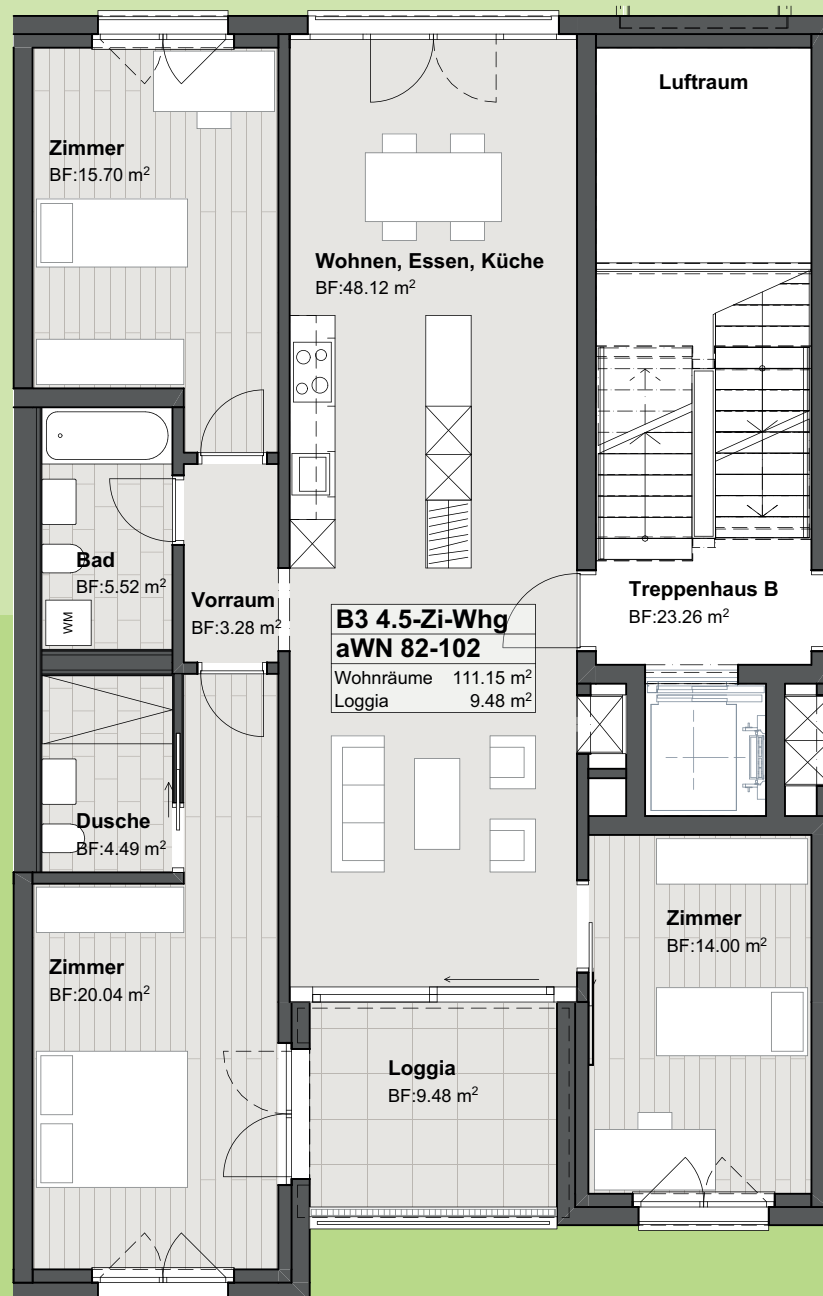 Luftraum
Zimmer
BF:15.70 m²
Wohnen, Essen, Küche
BF:48.12 m²
Bad
BF:5.52 m²
WM
Vorraum
BF:3.28 m²
B3 4.5-Zi-Whg
aWN 82-102
Wohnräume 111.15 m²
Loggia 9.48 m²
Treppenhaus B
BF:23.26 m²
Dusche
BF:4.49 m²
Zimmer
BF:14.00 m²
Zimmer
BF:20.04 m²
Loggia
BF:9.48 m²